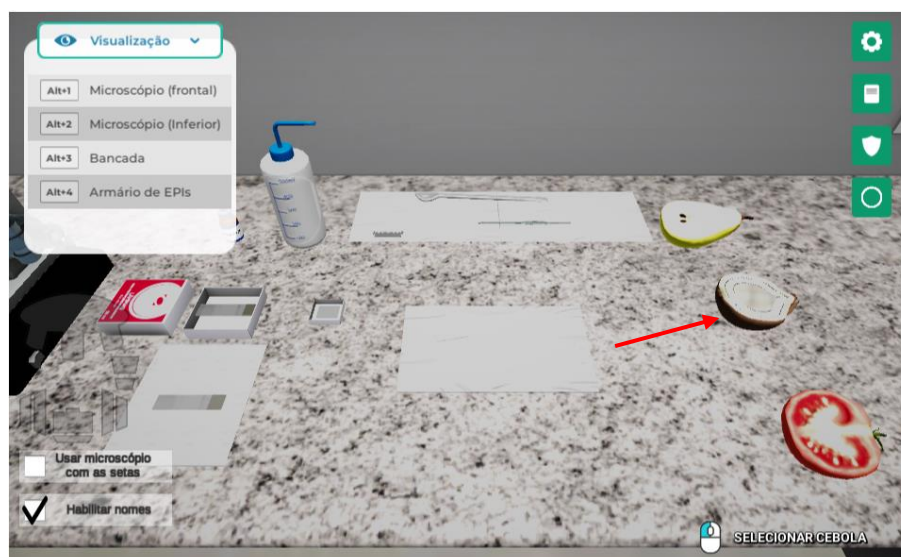 Visualização
Alt+1 Microscópio (frontal)
Alt+2 Microscópio (Inferior)
Alt+3 Bancada
Alt+4 Armário de EPIs
Usar microscópio
com as setas
Habilitar nomes
SELECIONAR CEBOLA